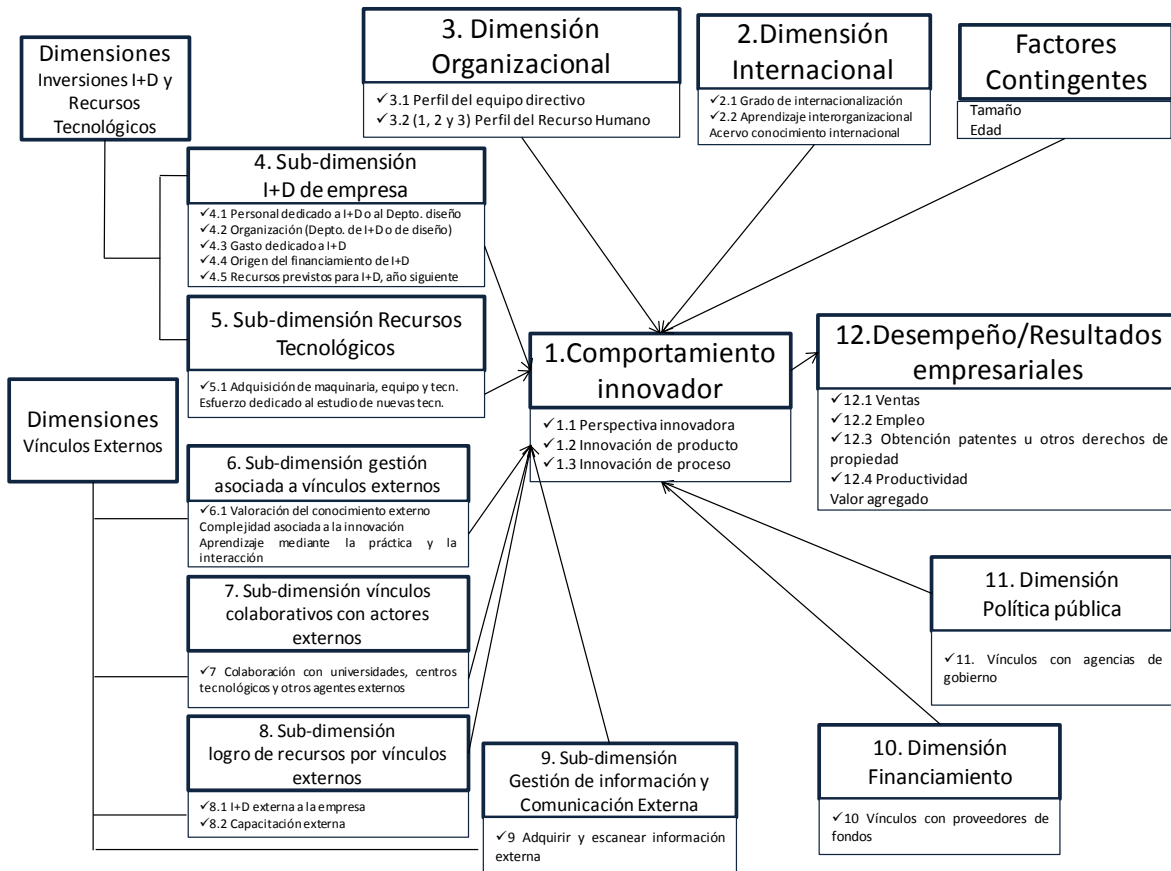 Dimensiones
Inversiones I+D y
Recursos
Tecnológicos
3. Dimensión
Organizacional
✓3.1 Perfil del equipo directivo
✓3.2 (1, 2 y 3) Perfil del Recurso Humano
2.Dimensión
Internacional
✓2.1 Grado de internacionalización
✓2.2 Aprendizaje interorganizacional
Acervo conocimiento internacional
Factores
Contingentes
Tamaño
Edad
4. Sub-dimensión
I+D de empresa
✓4.1 Personal dedicado a I+D o al Depto. diseño
✓4.2 Organización (Depto. de I+D o de diseño)
✓4.3 Gasto dedicado a I+D
✓4.4 Origen del financiamiento de I+D
✓4.5 Recursos previstos para I+D, año siguiente
5. Sub-dimensión Recursos
Tecnológicos
✓5.1 Adquisición de maquinaria, equipo y tecn.
Esfuerzo dedicado al estudio de nuevas tecn.
1.Comportamiento
innovador
✓1.1 Perspectiva innovadora
✓1.2 Innovación de producto
✓1.3 Innovación de proceso
12.Desempeño/Resultados
empresariales
✓12.1 Ventas
✓12.2 Empleo
✓12.3 Obtención patentes u otros derechos de
propiedad
✓12.4 Productividad
Valor agregado
Dimensiones
Vínculos Externos
6. Sub-dimensión gestión
asociada a vínculos externos
✓6.1 Valoración del conocimiento externo
Complejidad asociada a la innovación
Aprendizaje mediante la práctica y la
interacción
7. Sub-dimensión vínculos
colaborativos con actores
externos
✓7 Colaboración con universidades, centros
tecnológicos y otros agentes externos
8. Sub-dimensión
logro de recursos por vínculos
externos
✓8.1 I+D externa a la empresa
✓8.2 Capacitación externa
9. Sub-dimensión
Gestión de información y
Comunicación Externa
✓9 Adquirir y escanear información
externa
10. Dimensión
Financiamiento
✓10 Vínculos con proveedores de
fondos
11. Dimensión
Política pública
✓11. Vínculos con agencias de
gobierno